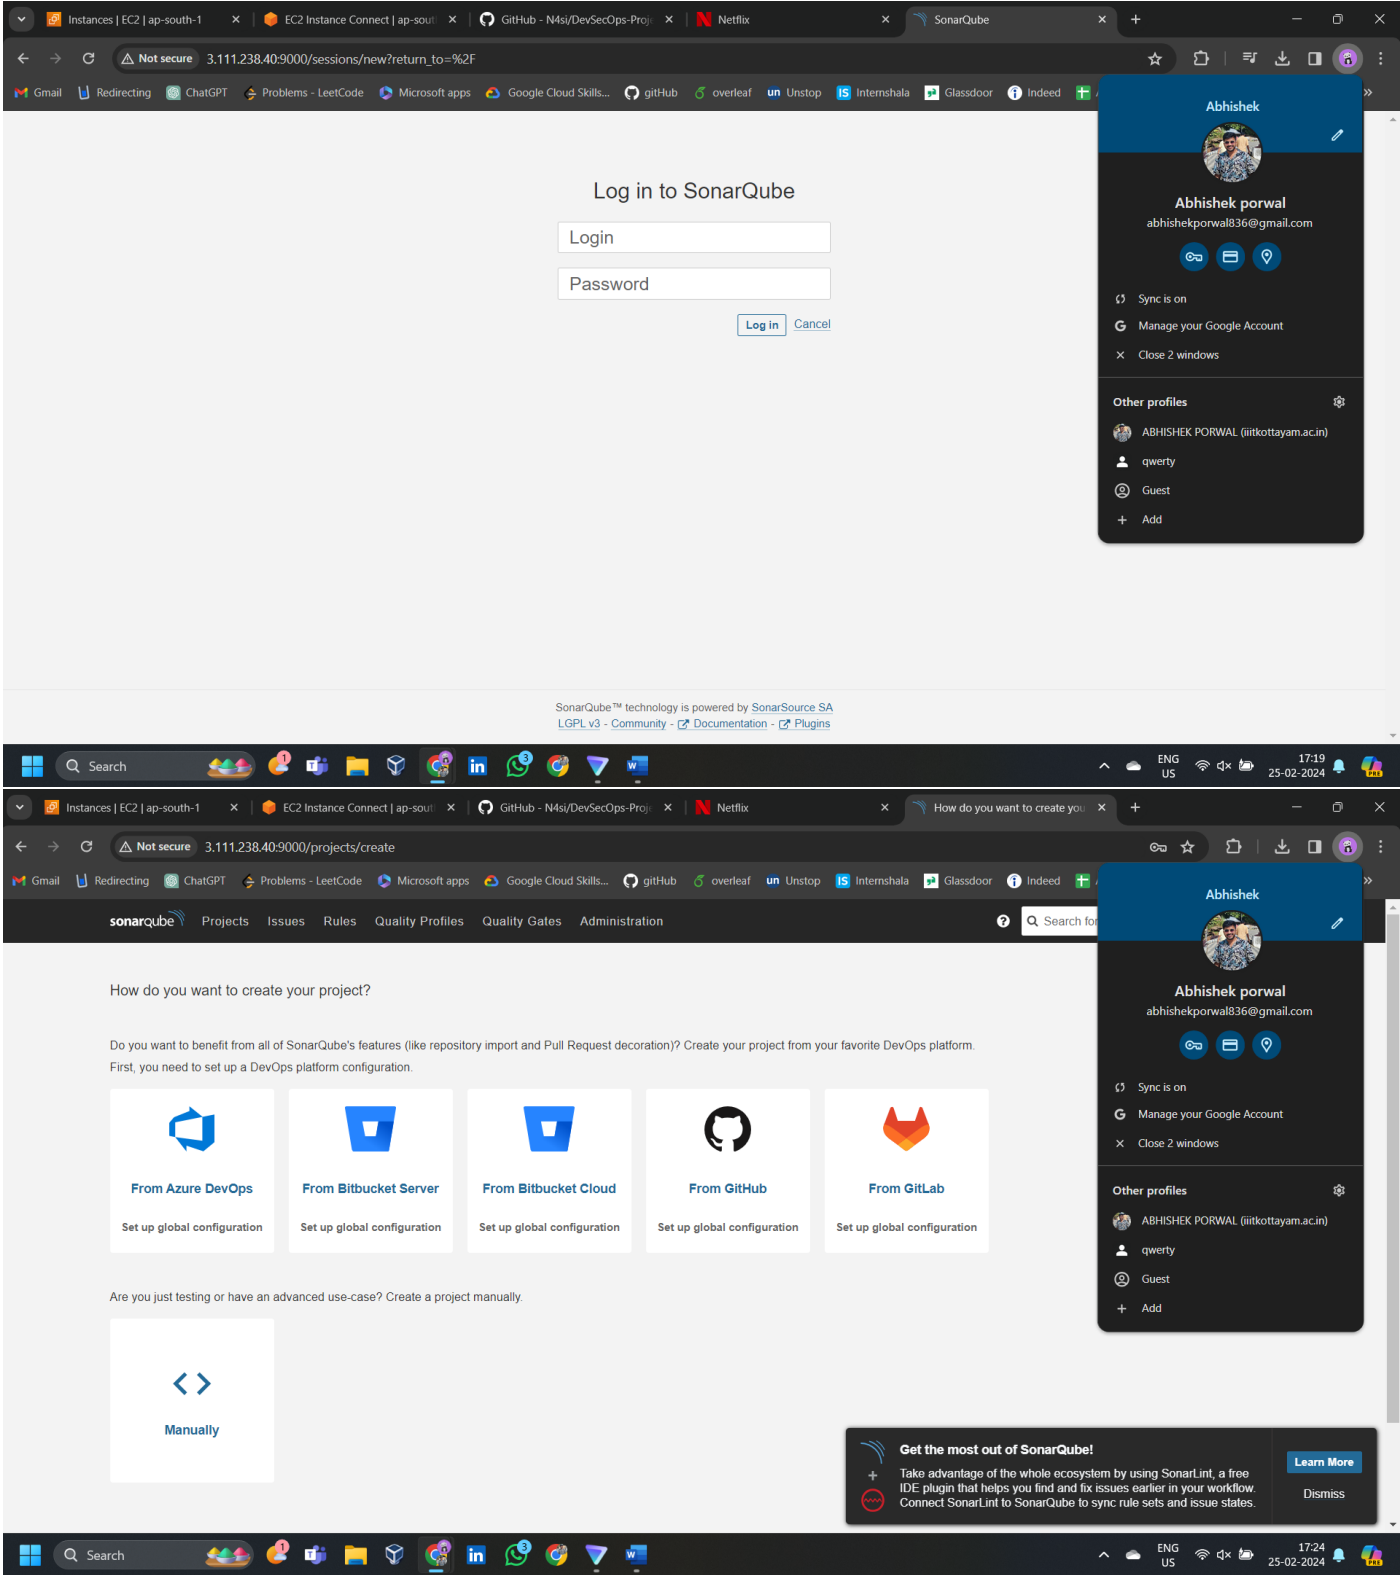 Instances | EC2 | ap-south-1
EC2 Instance Connect | ap-sout
GitHub - N4si/DevSecOps-Proj
Netflix
SonarQube
Not secure 3.111.238.40:9000/sessions/new?return_to=%2F
Gmail Redirecting ChatGPT Problems - LeetCode Microsoft apps Google Cloud Skills... gitHub overleaf un Unstop IS Internshala Glassdoor Indeed
Abhishek
Abhishek porwal
abhishekporwal836@gmail.com
Sync is on
Manage your Google Account
Close 2 windows
Other profiles
ABHISHEK PORWAL (iiitkottayam.ac.in)
qwerty
Guest
Add
Log in to SonarQube
Login
Password
Log in Cancel
SonarQube™ technology is powered by SonarSource SA
LGPL v3 - Community - Documentation - Plugins
Search
1
in
3
ENG
US
17:19
25-02-2024
PRE
Instances | EC2 | ap-south-1
EC2 Instance Connect | ap-sout
GitHub - N4si/DevSecOps-Proj
Netflix
How do you want to create you
Not secure 3.111.238.40:9000/projects/create
Gmail Redirecting ChatGPT Problems - LeetCode Microsoft apps Google Cloud Skills... gitHub overleaf un Unstop IS Internshala Glassdoor Indeed
sonarqube Projects Issues Rules Quality Profiles Quality Gates Administration
Search for
Abhishek
Abhishek porwal
abhishekporwal836@gmail.com
Sync is on
Manage your Google Account
Close 2 windows
Other profiles
ABHISHEK PORWAL (iiitkottayam.ac.in)
qwerty
Guest
Add
How do you want to create your project?
Do you want to benefit from all of SonarQube's features (like repository import and Pull Request decoration)? Create your project from your favorite DevOps platform.
First, you need to set up a DevOps platform configuration.
From Azure DevOps
Set up global configuration
From Bitbucket Server
Set up global configuration
From Bitbucket Cloud
Set up global configuration
From GitHub
Set up global configuration
From GitLab
Set up global configuration
Are you just testing or have an advanced use-case? Create a project manually.
Manually
Get the most out of SonarQube!
Take advantage of the whole ecosystem by using SonarLint, a free
IDE plugin that helps you find and fix issues earlier in your workflow.
Connect SonarLint to SonarQube to sync rule sets and issue states.
Learn More
Dismiss
Search
1
in
3
ENG
US
17:24
25-02-2024
PRE